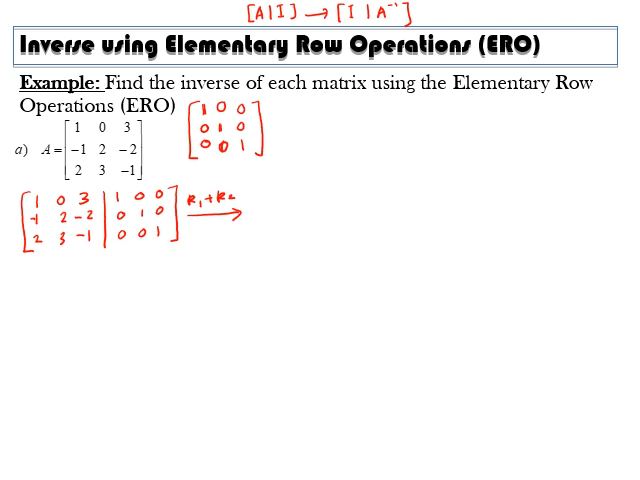 [A|I] → [I | A⁻¹]
Inverse using Elementary Row Operations (ERO)
Example: Find the inverse of each matrix using the Elementary Row
Operations (ERO)
1 0 0
0 1 0
0 0 1
1 0 3
a) A = -1 2 -2
2 3 -1
1 0 3 | 1 0 0 R₁+R₂ →
-1 2 -2 | 0 1 0
2 3 -1 | 0 0 1